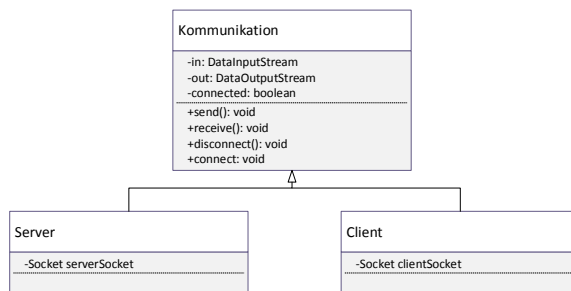 Kommunikation
-in: DataInputStream
-out: DataOutputStream
-connected: boolean
+send(): void
+receive(): void
+disconnect(): void
+connect: void
Server
-Socket serverSocket
Client
-Socket clientSocket